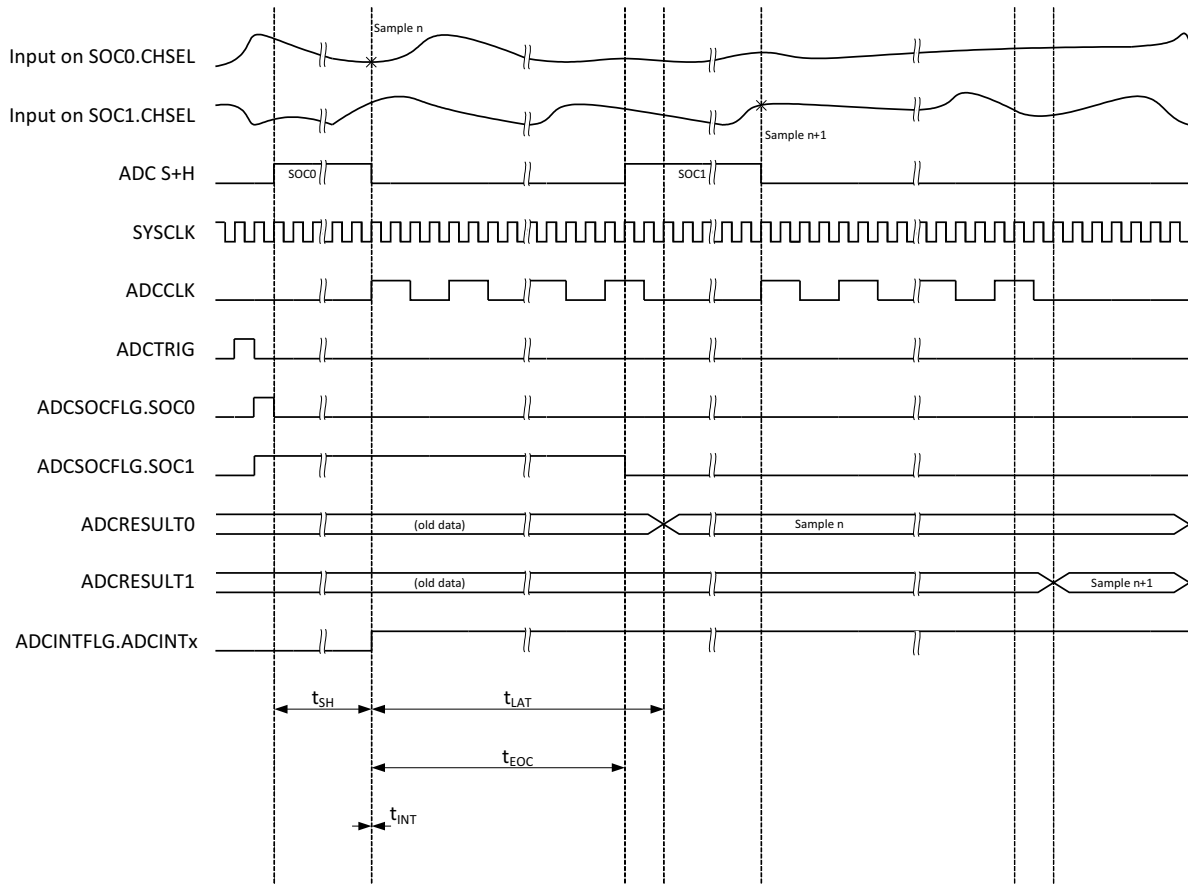 Sample n
Input on SOC0.CHSEL
Input on SOC1.CHSEL
Sample n+1
ADC S+H
SOC0
SOC1
SYSCLK
ADCCLK
ADCTRIG
ADCSOCFLG.SOC0
ADCSOCFLG.SOC1
ADCRESULT0
(old data)
Sample n
ADCRESULT1
(old data)
Sample n+1
ADCINTFLG.ADCINTx
tSH
tLAT
tEOC
tINT